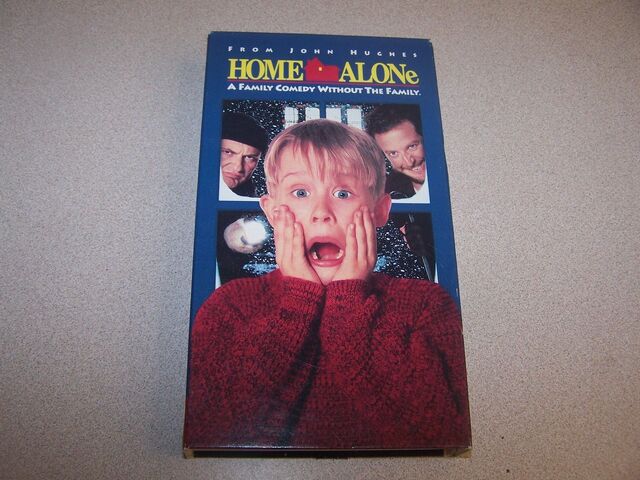 FROM JOHN HUGHES
HOME ALONe
A FAMILY COMEDY WITHOUT THE FAMILY.